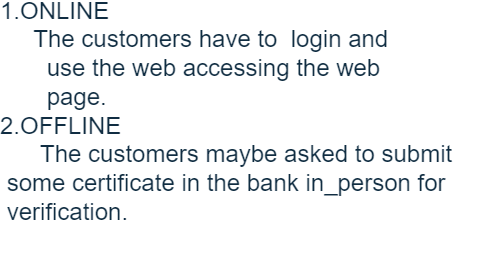 1.ONLINE
The customers have to  login and
use the web accessing the web
page.
2.OFFLINE
The customers maybe asked to submit
some certificate in the bank in_person for
verification.